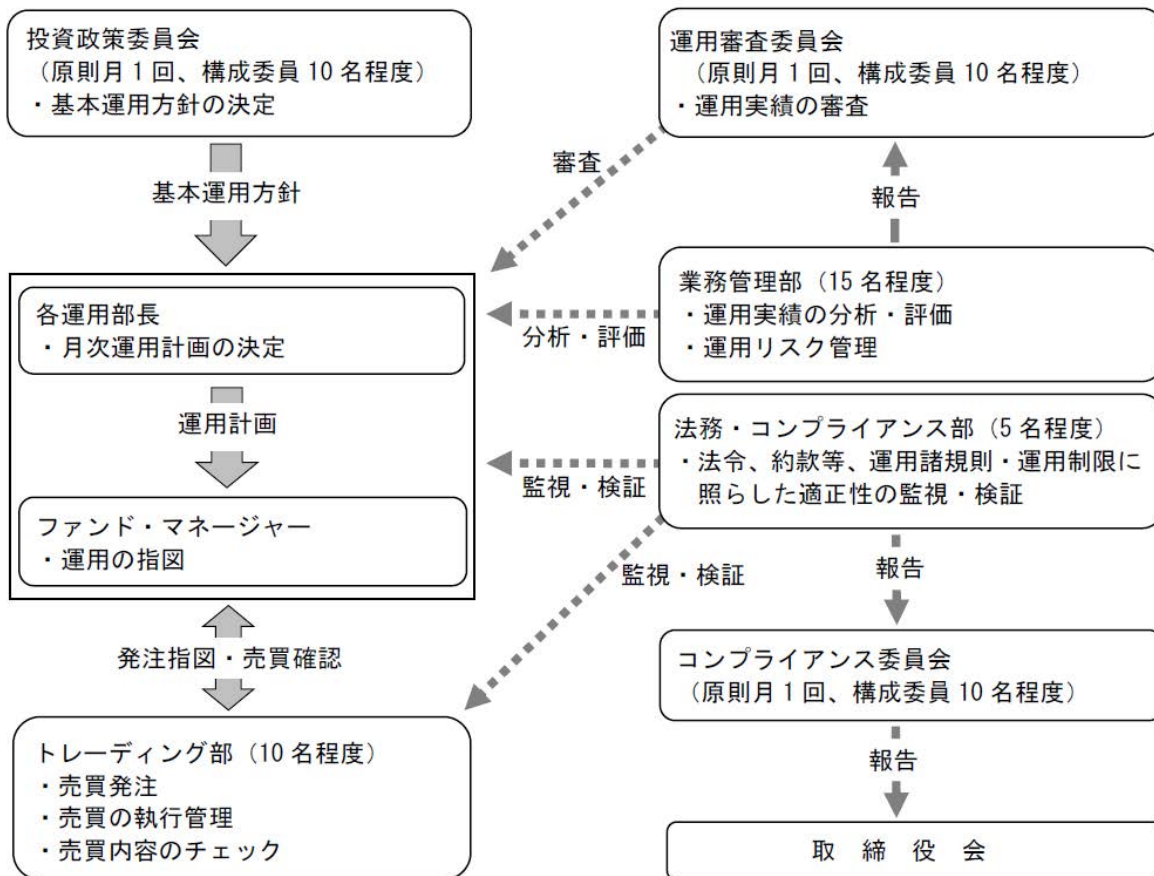 投資政策委員会
（原則月1回、構成委員10名程度）
・基本運用方針の決定
基本運用方針
各運用部長
・月次運用計画の決定
運用計画
ファンド・マネージャー
・運用の指図
発注指図・売買確認
トレーディング部（10名程度）
・売買発注
・売買の執行管理
・売買内容のチェック
運用審査委員会
（原則月1回、構成委員10名程度）
・運用実績の審査
審査
報告
業務管理部（15名程度）
・運用実績の分析・評価
・運用リスク管理
分析・評価
法務・コンプライアンス部（5名程度）
・法令、約款等、運用諸規則・運用制限に
照らした適正性の監視・検証
監視・検証
監視・検証
報告
コンプライアンス委員会
（原則月1回、構成委員10名程度）
報告
取　締　役　会